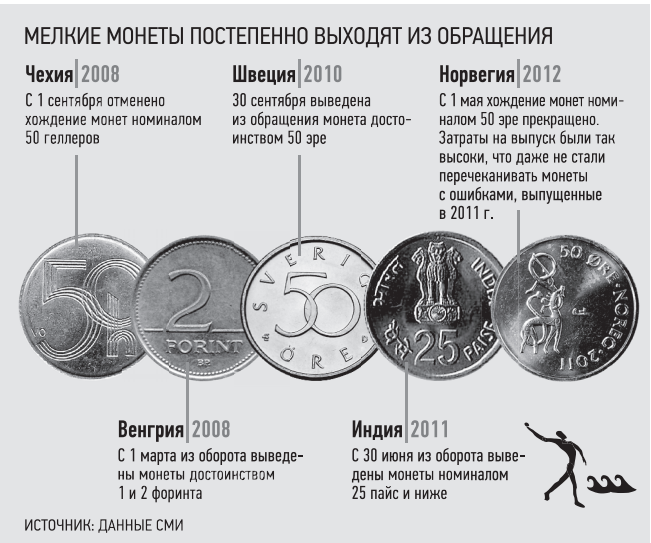 МЕЛКИЕ МОНЕТЫ ПОСТЕПЕННО ВЫХОДЯТ ИЗ ОБРАЩЕНИЯ
Чехия 2008
С 1 сентября отменено
хождение монет номиналом
50 геллеров
Швеция 2010
30 сентября выведена
из обращения монета досто-
инством 50 эре
Норвегия 2012
С 1 мая хождение монет номи-
налом 50 эре прекращено.
Затраты на выпуск были так
высоки, что даже не стали
перечеканивать монеты
с ошибками, выпущенные
в 2011 г.
50
h
2
FORINT
BP.
SVERIG
50
ÖRE
भारत
INDIA
पैसे
25
PAISE
50 ØRE·NOREG·2011
Венгрия 2008
С 1 марта из оборота выведе-
ны монеты достоинством
1 и 2 форинта
Индия 2011
С 30 июня из оборота выве-
дены монеты номиналом
25 пайс и ниже
ИСТОЧНИК: ДАННЫЕ СМИ